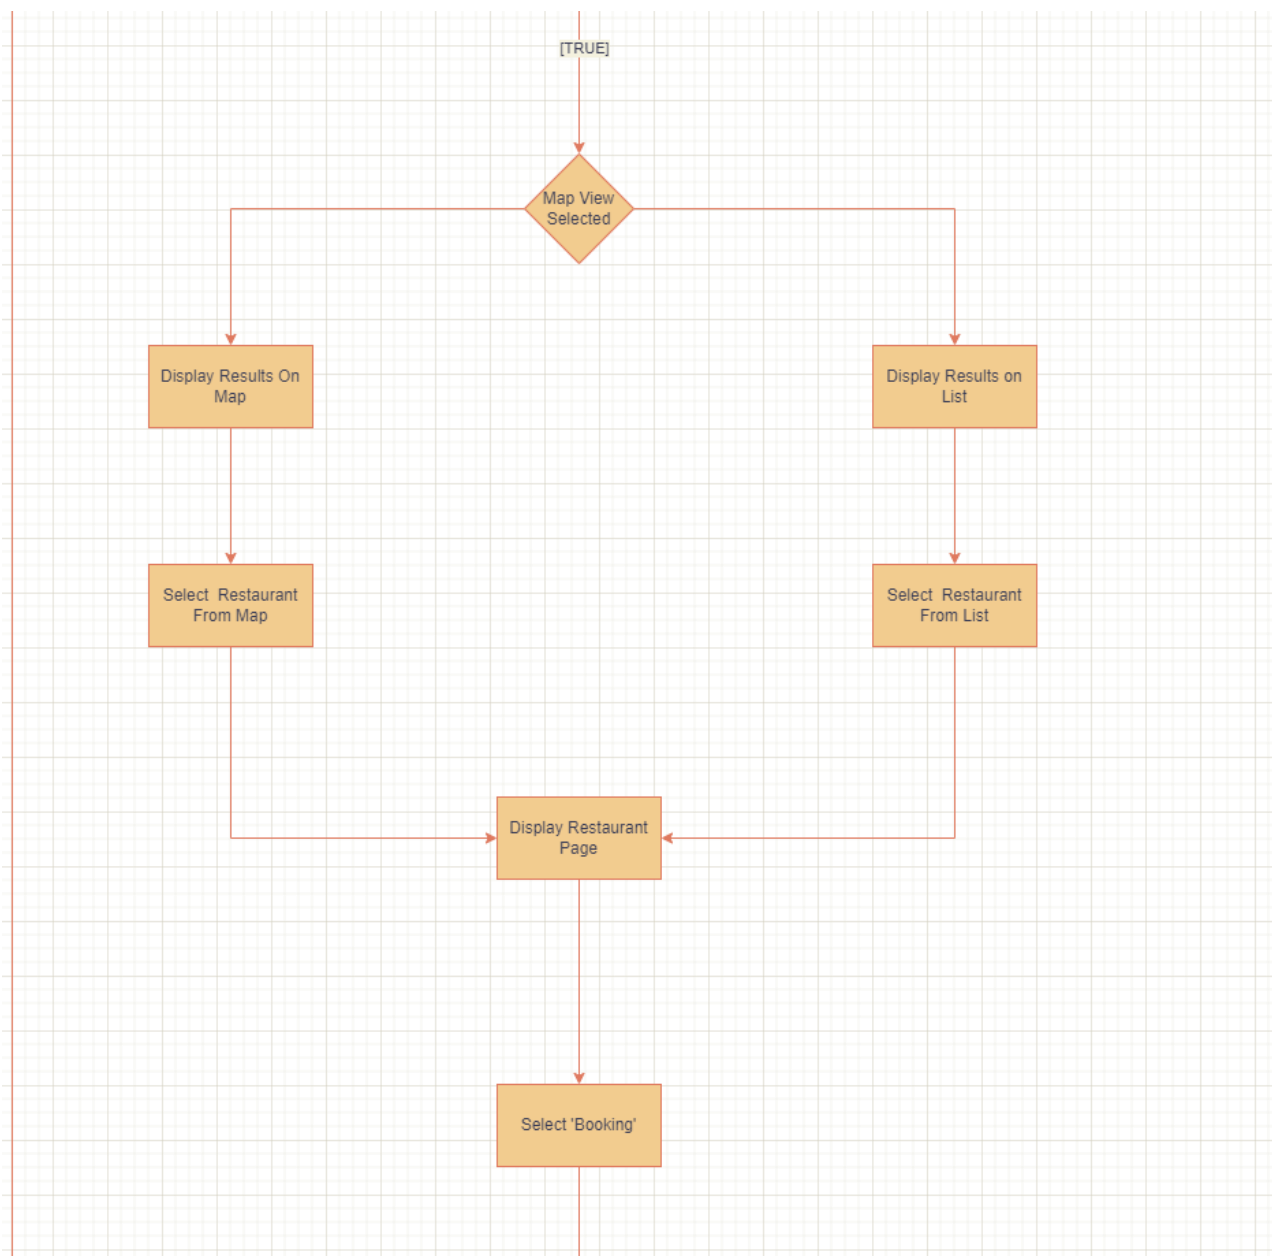 [TRUE]
Map View
Selected
Display Results On
Map
Display Results on
List
Select  Restaurant
From Map
Select  Restaurant
From List
Display Restaurant
Page
Select 'Booking'